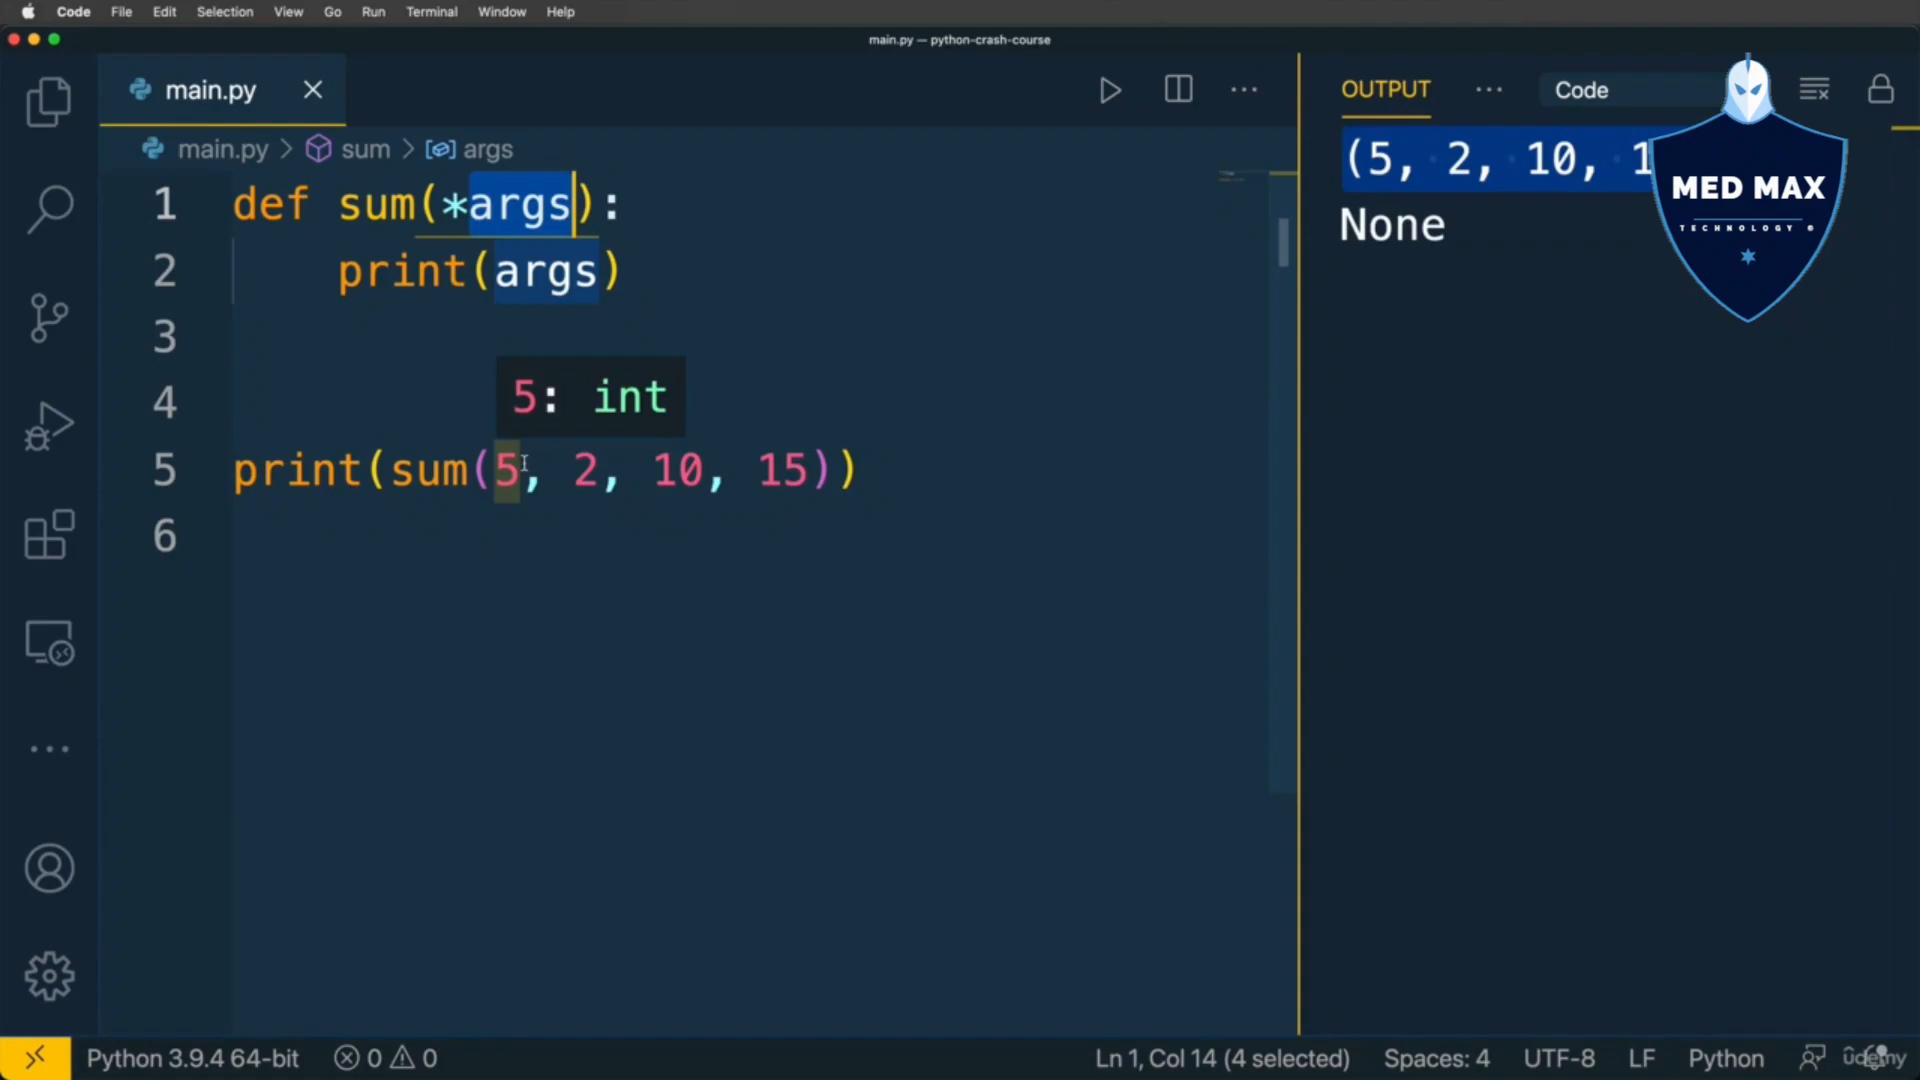 Code File Edit Selection View Go Run Terminal Window Help
main.py — python-crash-course
main.py
OUTPUT
Code
main.py > sum > args
1 def sum(*args):
2     print(args)
3
4
5: int
5 print(sum(5, 2, 10, 15))
6
(5, 2, 10, 1
None
MED MAX
TECHNOLOGY
Python 3.9.4 64-bit
0
0
Ln 1, Col 14 (4 selected)
Spaces: 4
UTF-8
LF
Python
ûdemy